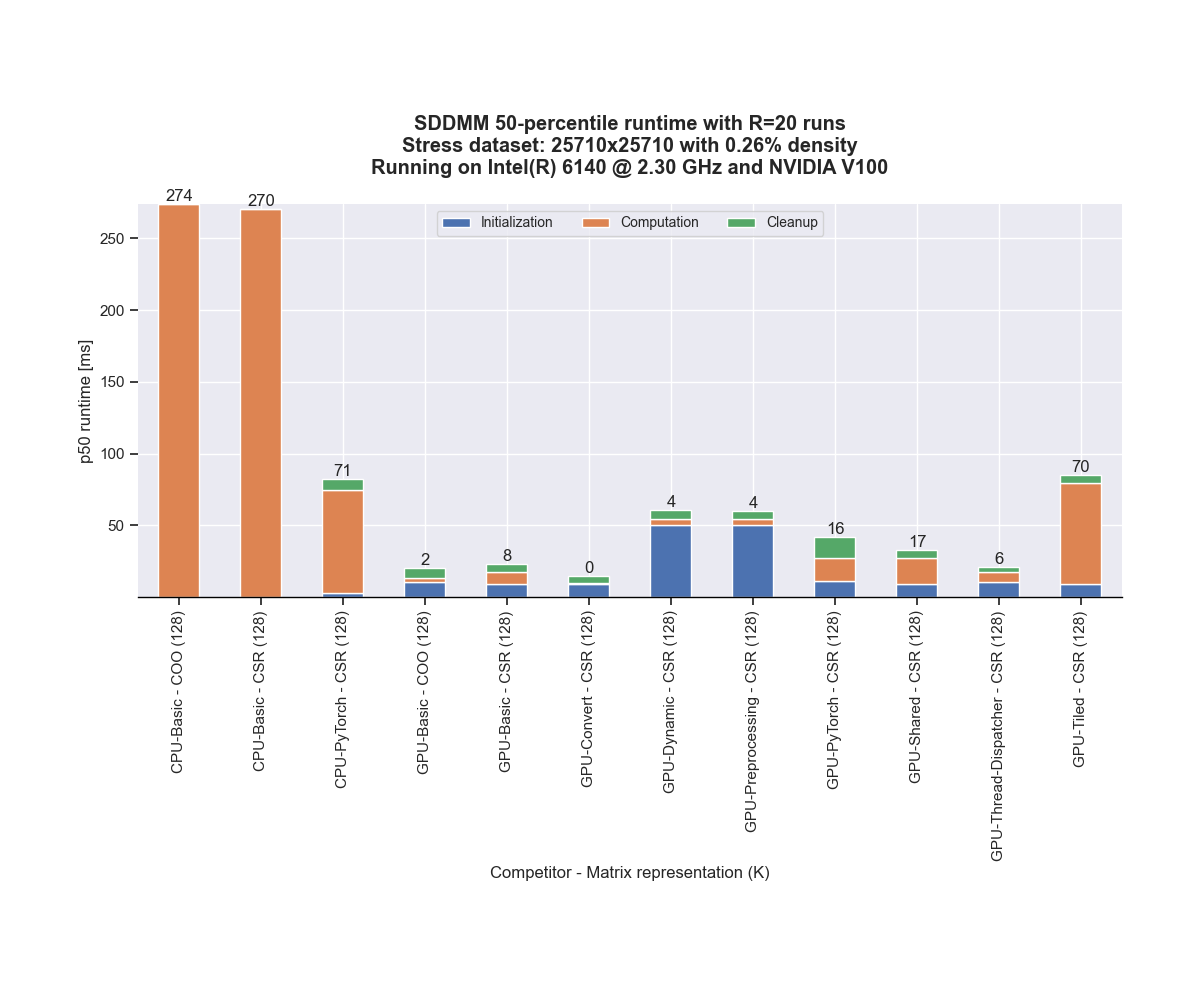 SDDMM 50-percentile runtime with R=20 runs
Stress dataset: 25710x25710 with 0.26% density
Running on Intel(R) 6140 @ 2.30 GHz and NVIDIA V100
Initialization Computation Cleanup
274 270 71 2 8 0 4 4 16 17 6 70
p50 runtime [ms]
250
200
150
100
50
CPU-Basic - COO (128)
CPU-Basic - CSR (128)
CPU-PyTorch - CSR (128)
GPU-Basic - COO (128)
GPU-Basic - CSR (128)
GPU-Convert - CSR (128)
GPU-Dynamic - CSR (128)
GPU-Preprocessing - CSR (128)
GPU-PyTorch - CSR (128)
GPU-Shared - CSR (128)
GPU-Thread-Dispatcher - CSR (128)
GPU-Tiled - CSR (128)
Competitor - Matrix representation (K)